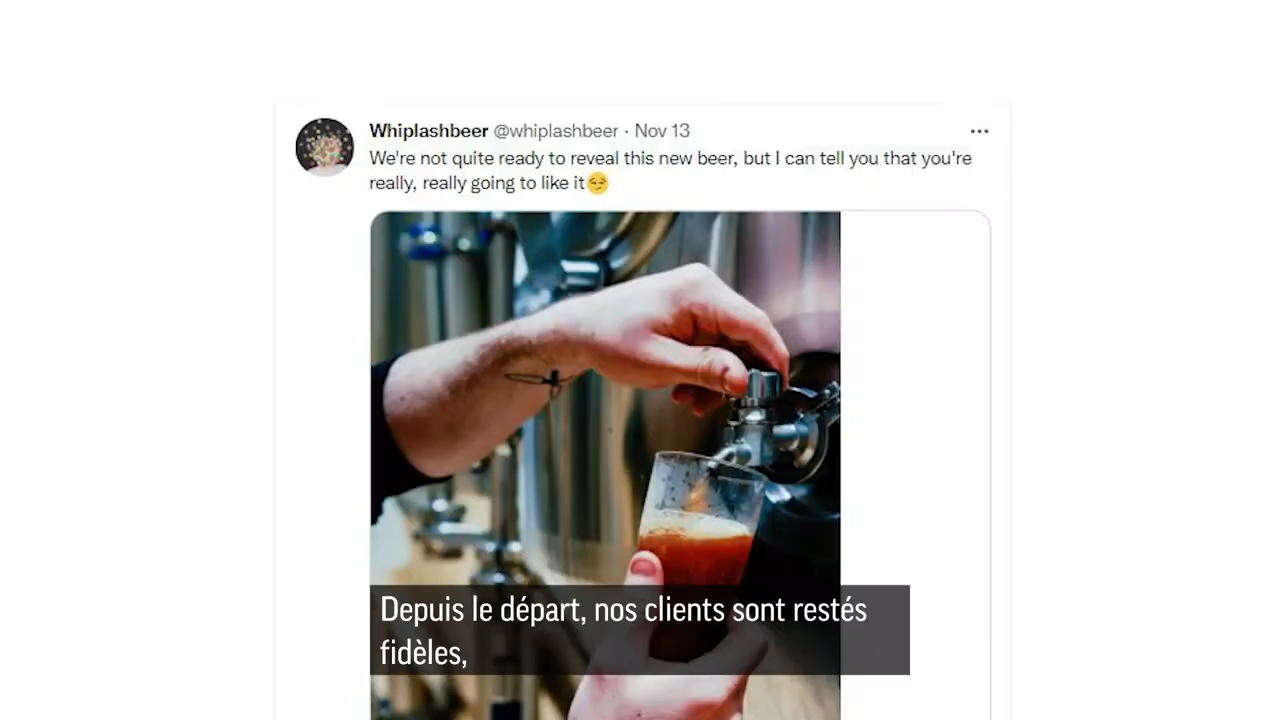 Whiplashbeer @whiplashbeer · Nov 13
We're not quite ready to reveal this new beer, but I can tell you that you're
really, really going to like it😏
Depuis le départ, nos clients sont restés
fidèles,